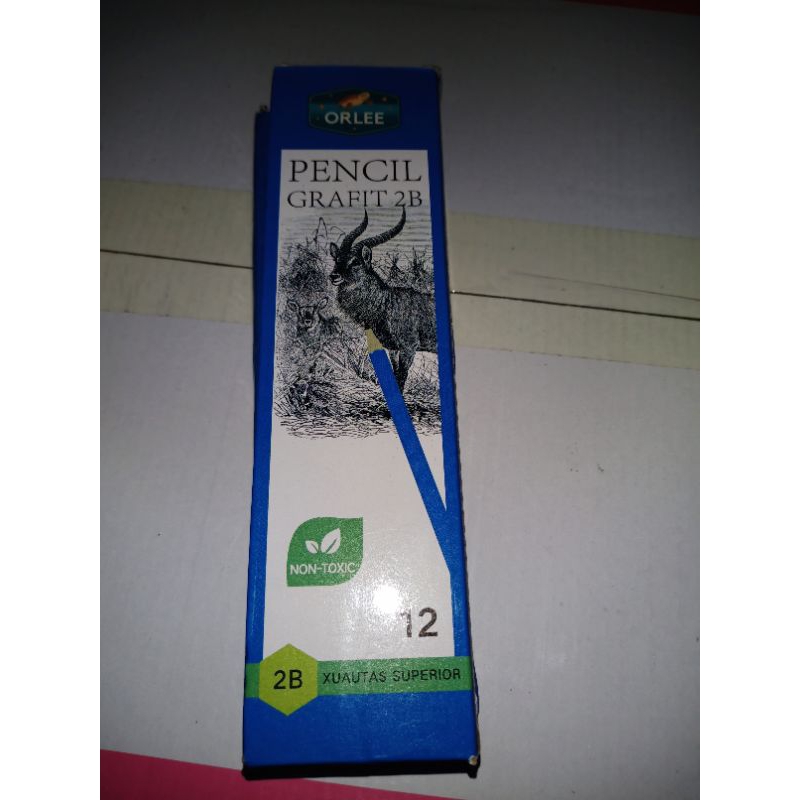 ORLEE
PENCIL
GRAFIT 2B
NON-TOXIC
12
2B XUAUTAS SUPERIOR